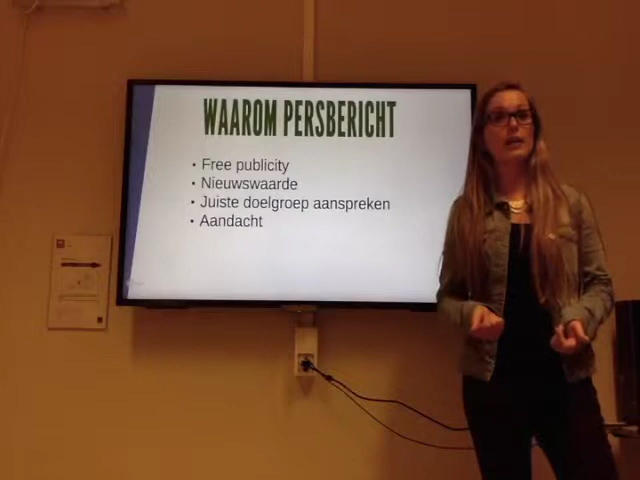 WAAROM PERSBERICHT
• Free publicity
• Nieuwswaarde
• Juiste doelgroep aanspreken
• Aandacht